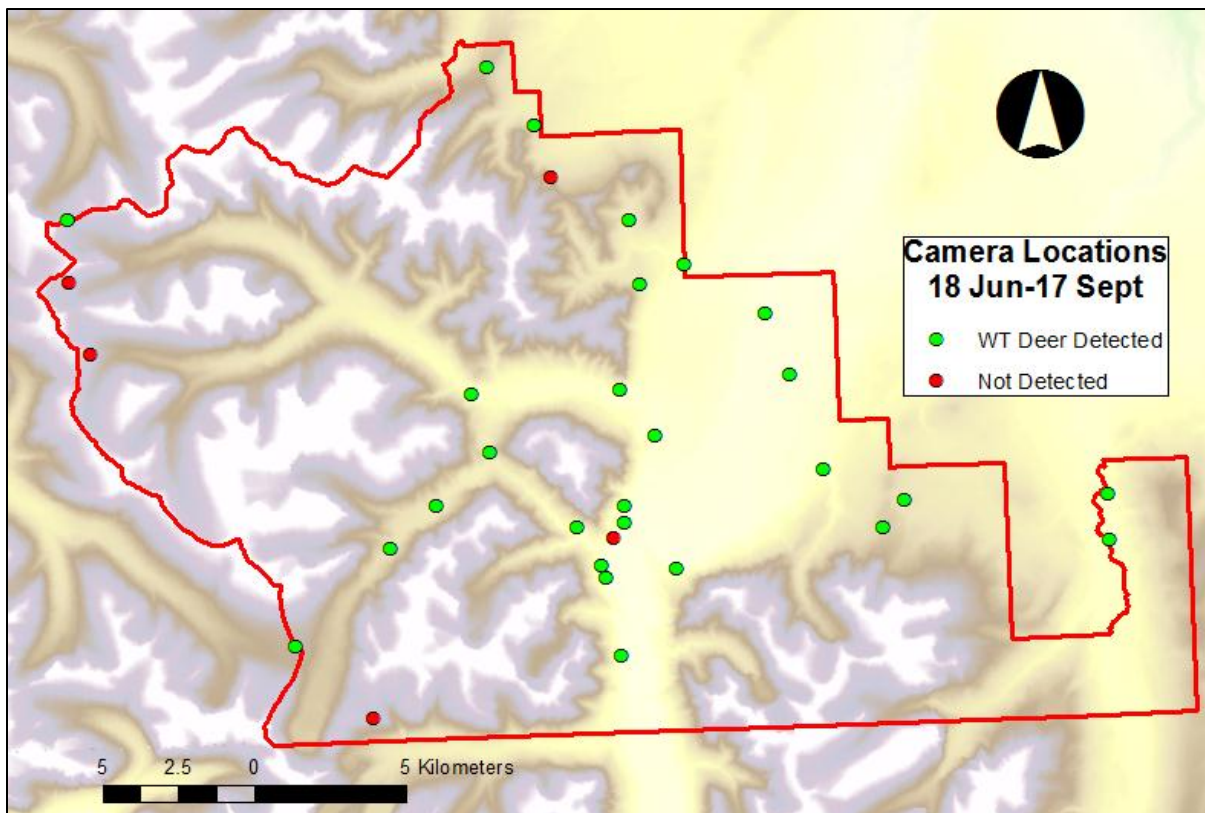 Camera Locations
18 Jun-17 Sept
WT Deer Detected
Not Detected
5 2.5 0 5 Kilometers